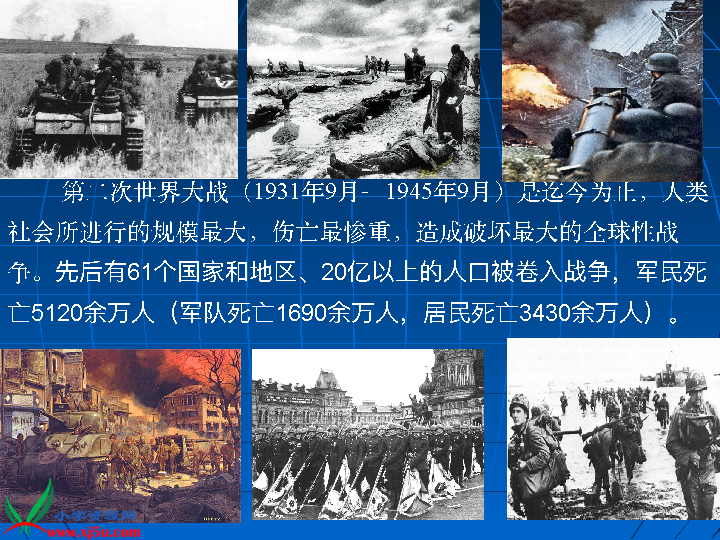 第二次世界大战（1931年9月- 1945年9月）是迄今为止，人类
社会所进行的规模最大，伤亡最惨重，造成破坏最大的全球性战
争。先后有61个国家和地区、20亿以上的人口被卷入战争，军民死
亡5120余万人（军队死亡1690余万人，居民死亡3430余万人）。
www.xj5u.com